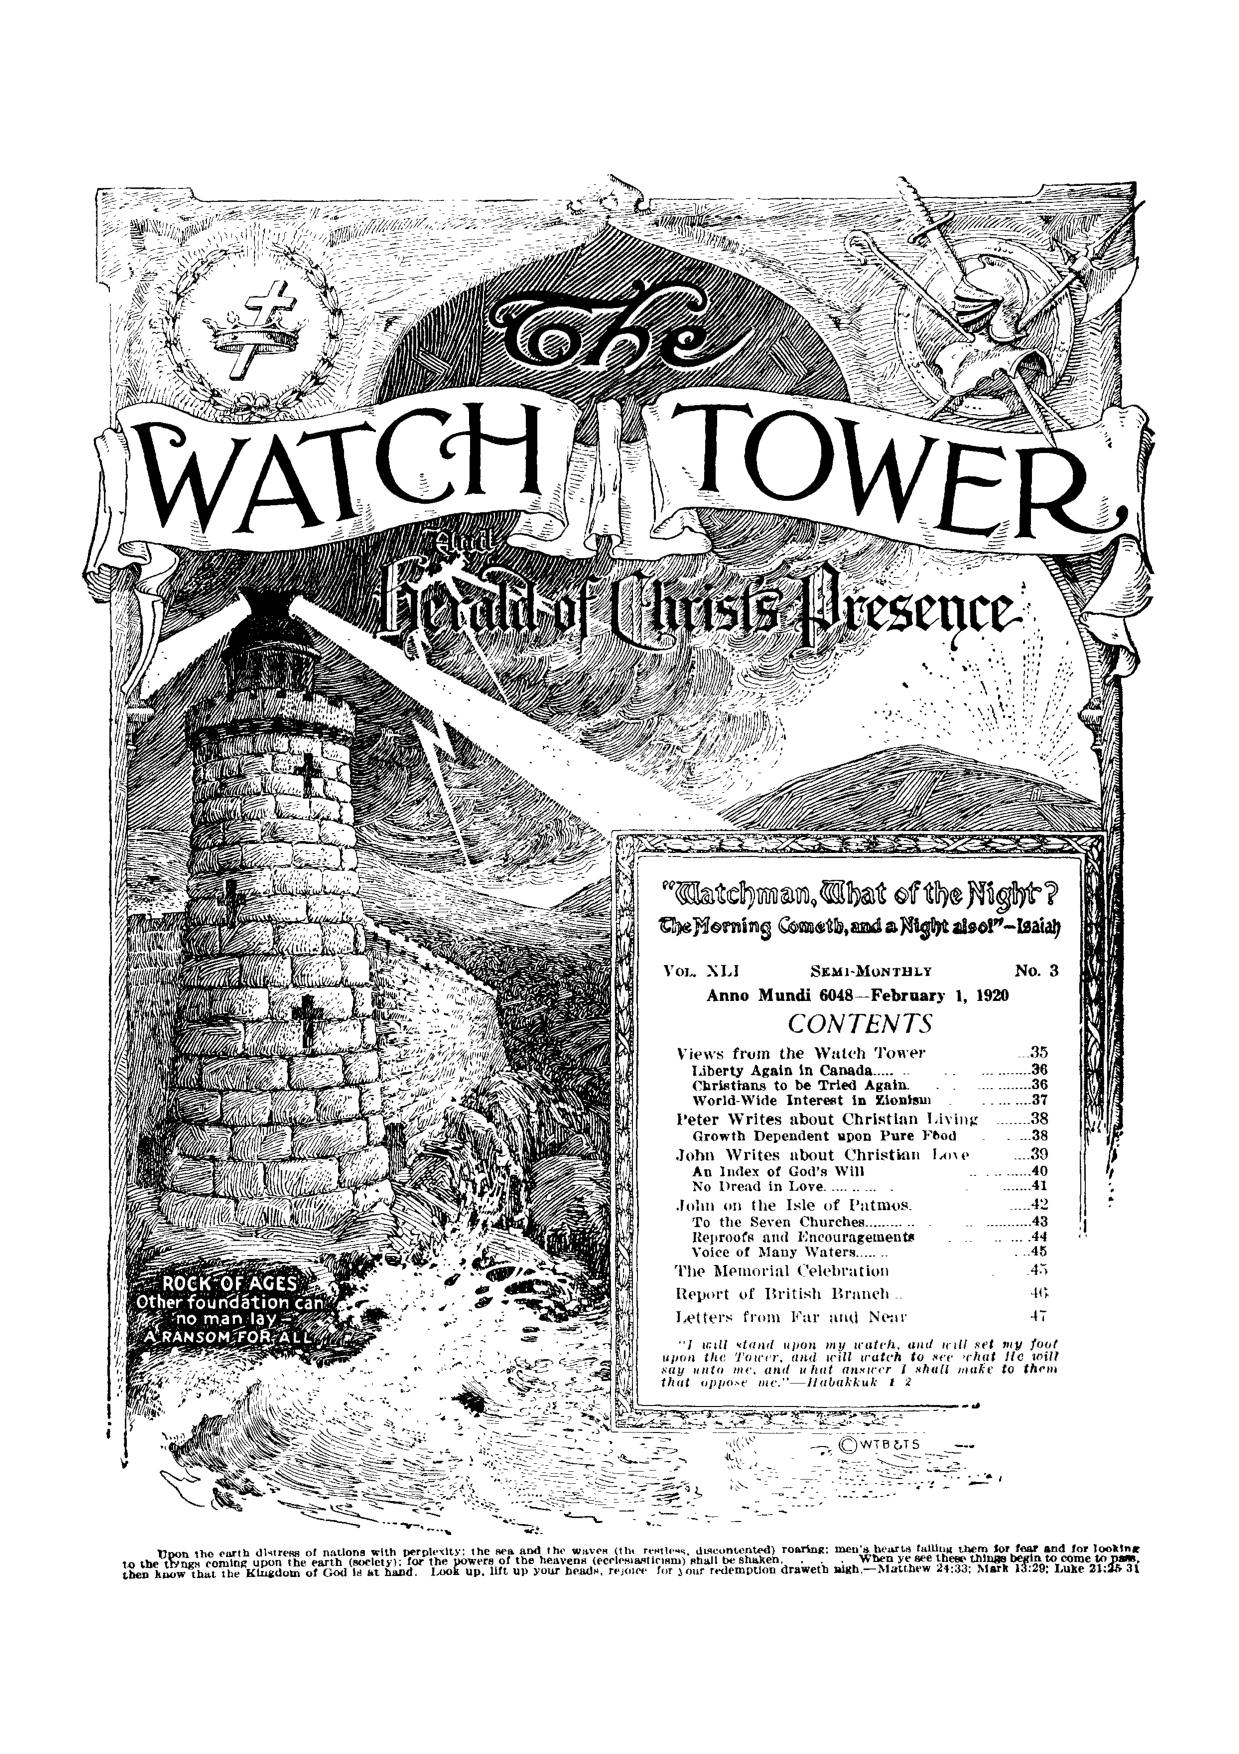 The
WATCH TOWER
And
Herald of Christ's Presence
"Watchman, What of the Night?
The Morning Cometh, and a Night also!"—Isaiah
VOL. XLI SEMI-MONTHLY No. 3
Anno Mundi 6048—February 1, 1920
CONTENTS
Views from the Watch Tower 35
Liberty Again in Canada 36
Christians to be Tried Again. 36
World-Wide Interest in Zionism 37
Peter Writes about Christian Living 38
Growth Dependent upon Pure Food 38
John Writes about Christian Love 39
An Index of God's Will 40
No Dread in Love 41
John on the Isle of Patmos. 42
To the Seven Churches 43
Reproofs and Encouragements 44
Voice of Many Waters 45
The Memorial Celebration 45
Report of British Branch 46
Letters from Far and Near 47
"I will stand upon my watch, and will set my foot
upon the Tower, and will watch to see what He will
say unto me, and what answer I shall make to them
that oppose me."—Habakkuk 1 2
ROCK OF AGES
Other foundation can
no man lay—
A RANSOM FOR ALL
©WTB&TS
Upon the earth distress of nations with perplexity; the sea and the waves (the restless, discontented) roaring; men's hearts failing them for fear and for looking
to the things coming upon the earth (society); for the powers of the heavens (ecclesiasticism) shall be shaken. . . . When ye see these things begin to come to pass,
then know that the Kingdom of God is at hand. Look up, lift up your heads, rejoice for your redemption draweth nigh.—Matthew 24:33; Mark 13:29; Luke 21:25 31